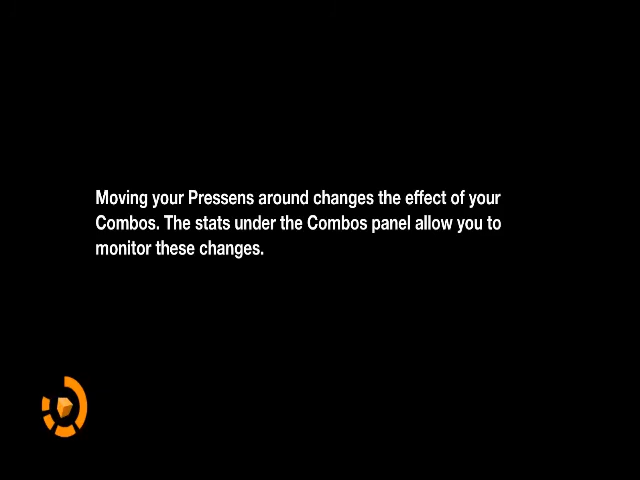 Moving your Pressens around changes the effect of your
Combos. The stats under the Combos panel allow you to
monitor these changes.